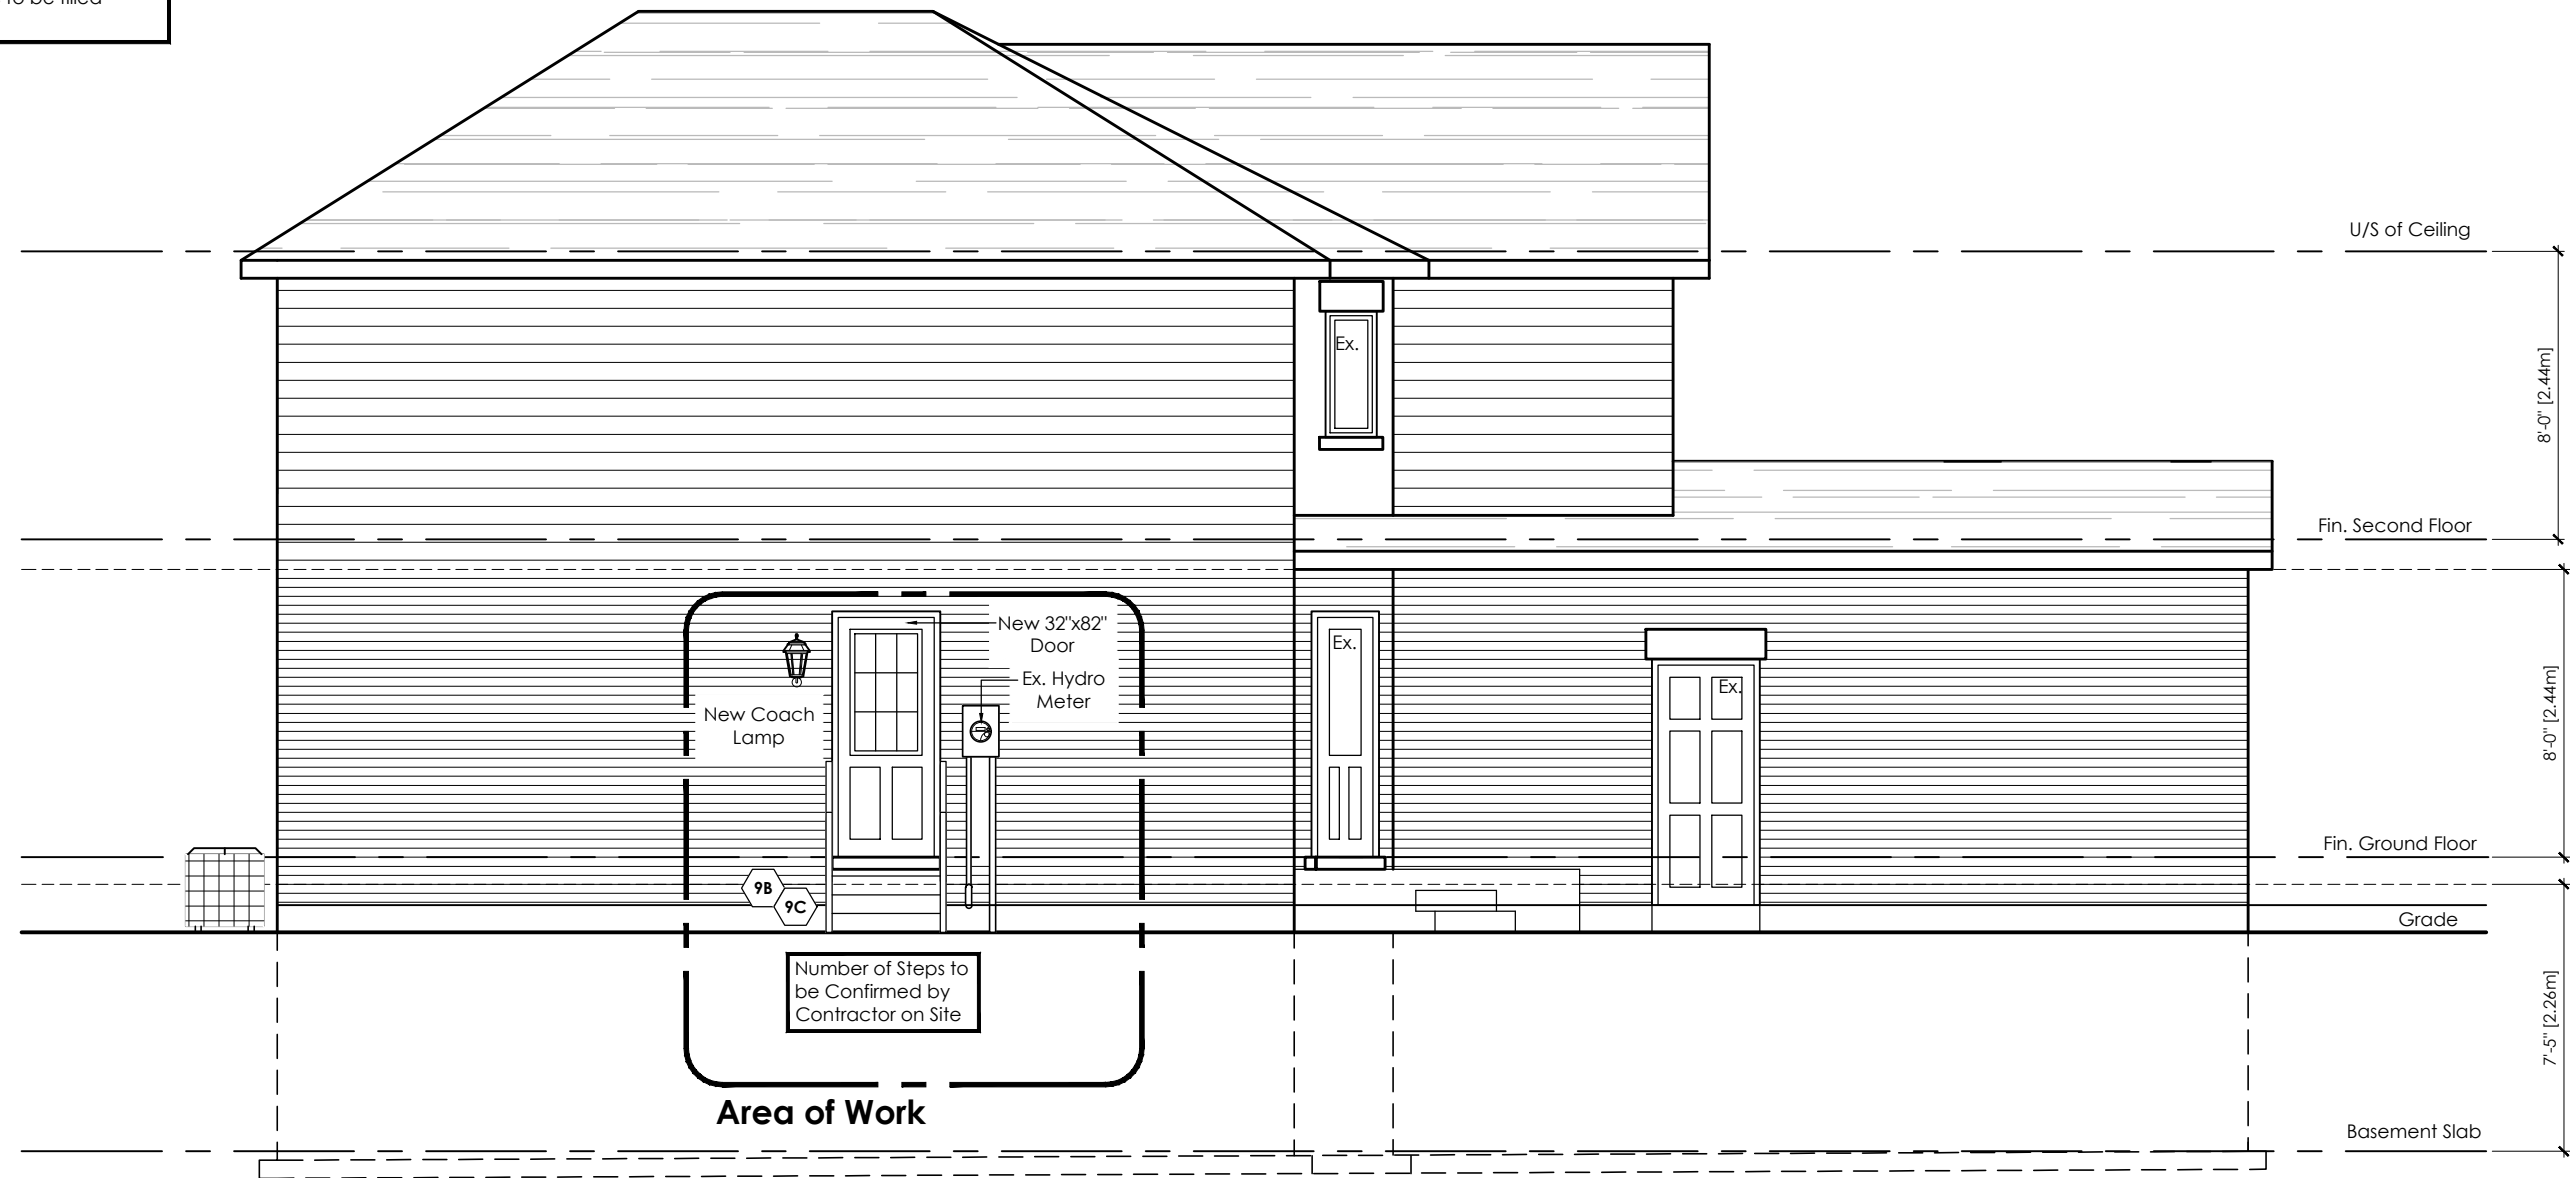 To be filled
U/S of Ceiling
8'-0" [2.44m]
Ex.
Fin. Second Floor
New 32"x82"
Door
Ex. Hydro
Meter
New Coach
Lamp
Ex.
Ex.
8'-0" [2.44m]
Fin. Ground Floor
9B
9C
Grade
Number of Steps to
be Confirmed by
Contractor on Site
7'-5" [2.26m]
Area of Work
Basement Slab